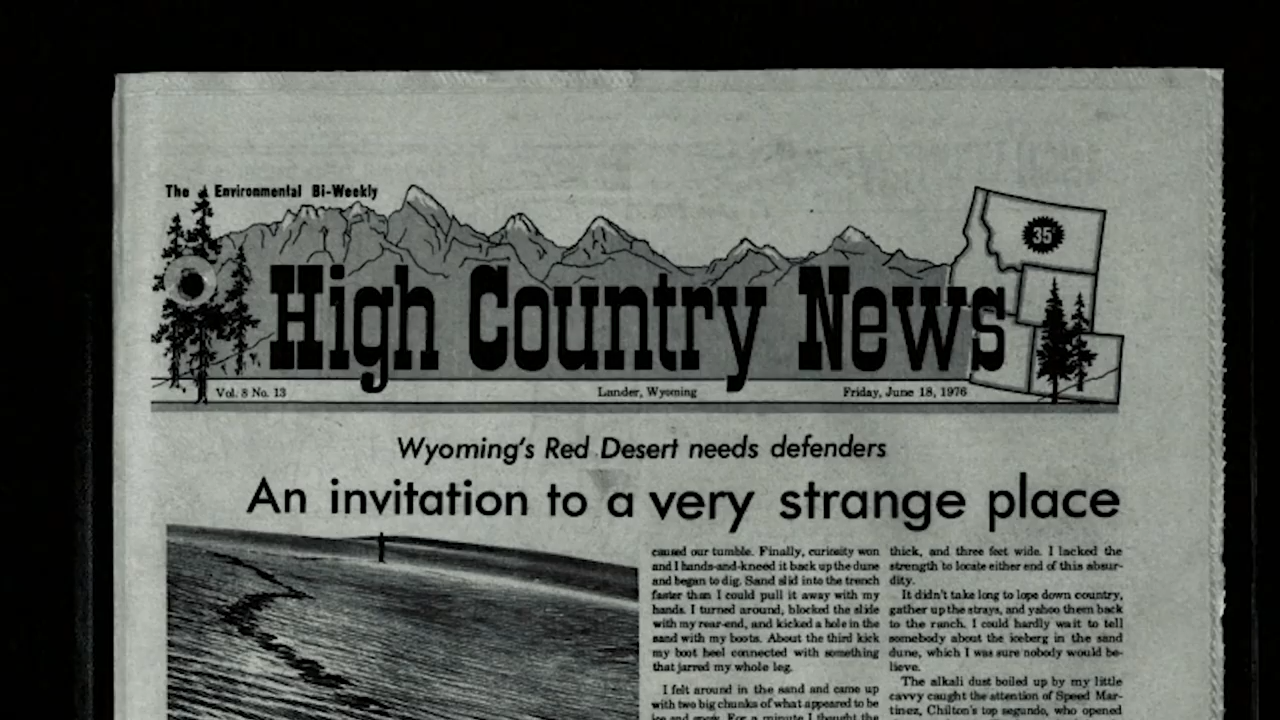 The Environmental Bi-Weekly
35¢
High Country News
Vol. 8 No. 13 Lander, Wyoming Friday, June 18, 1976
Wyoming's Red Desert needs defenders
An invitation to a very strange place
caused our tumble. Finally, curiosity won
and I hands-and-kneed it back up the dune
and began to dig. Sand slid into the trench
faster than I could pull it away with my
hands. I turned around, blocked the slide
with my rear-end, and kicked a hole in the
sand with my boots. About the third kick
my boot heel connected with something
that jarred my whole leg.
I felt around in the sand and came up
with two big chunks of what appeared to be
ice and snow. For a minute I thought the
thick, and three feet wide. I lacked the
strength to locate either end of this absur-
dity.
It didn't take long to lope down country,
gather up the strays, and yahoo them back
to the ranch. I could hardly wait to tell
somebody about the iceberg in the sand
dune, which I was sure nobody would be-
lieve.
The alkali dust boiled up by my little
cavvy caught the attention of Speed Mar-
tinez, Chilton's top segundo, who opened